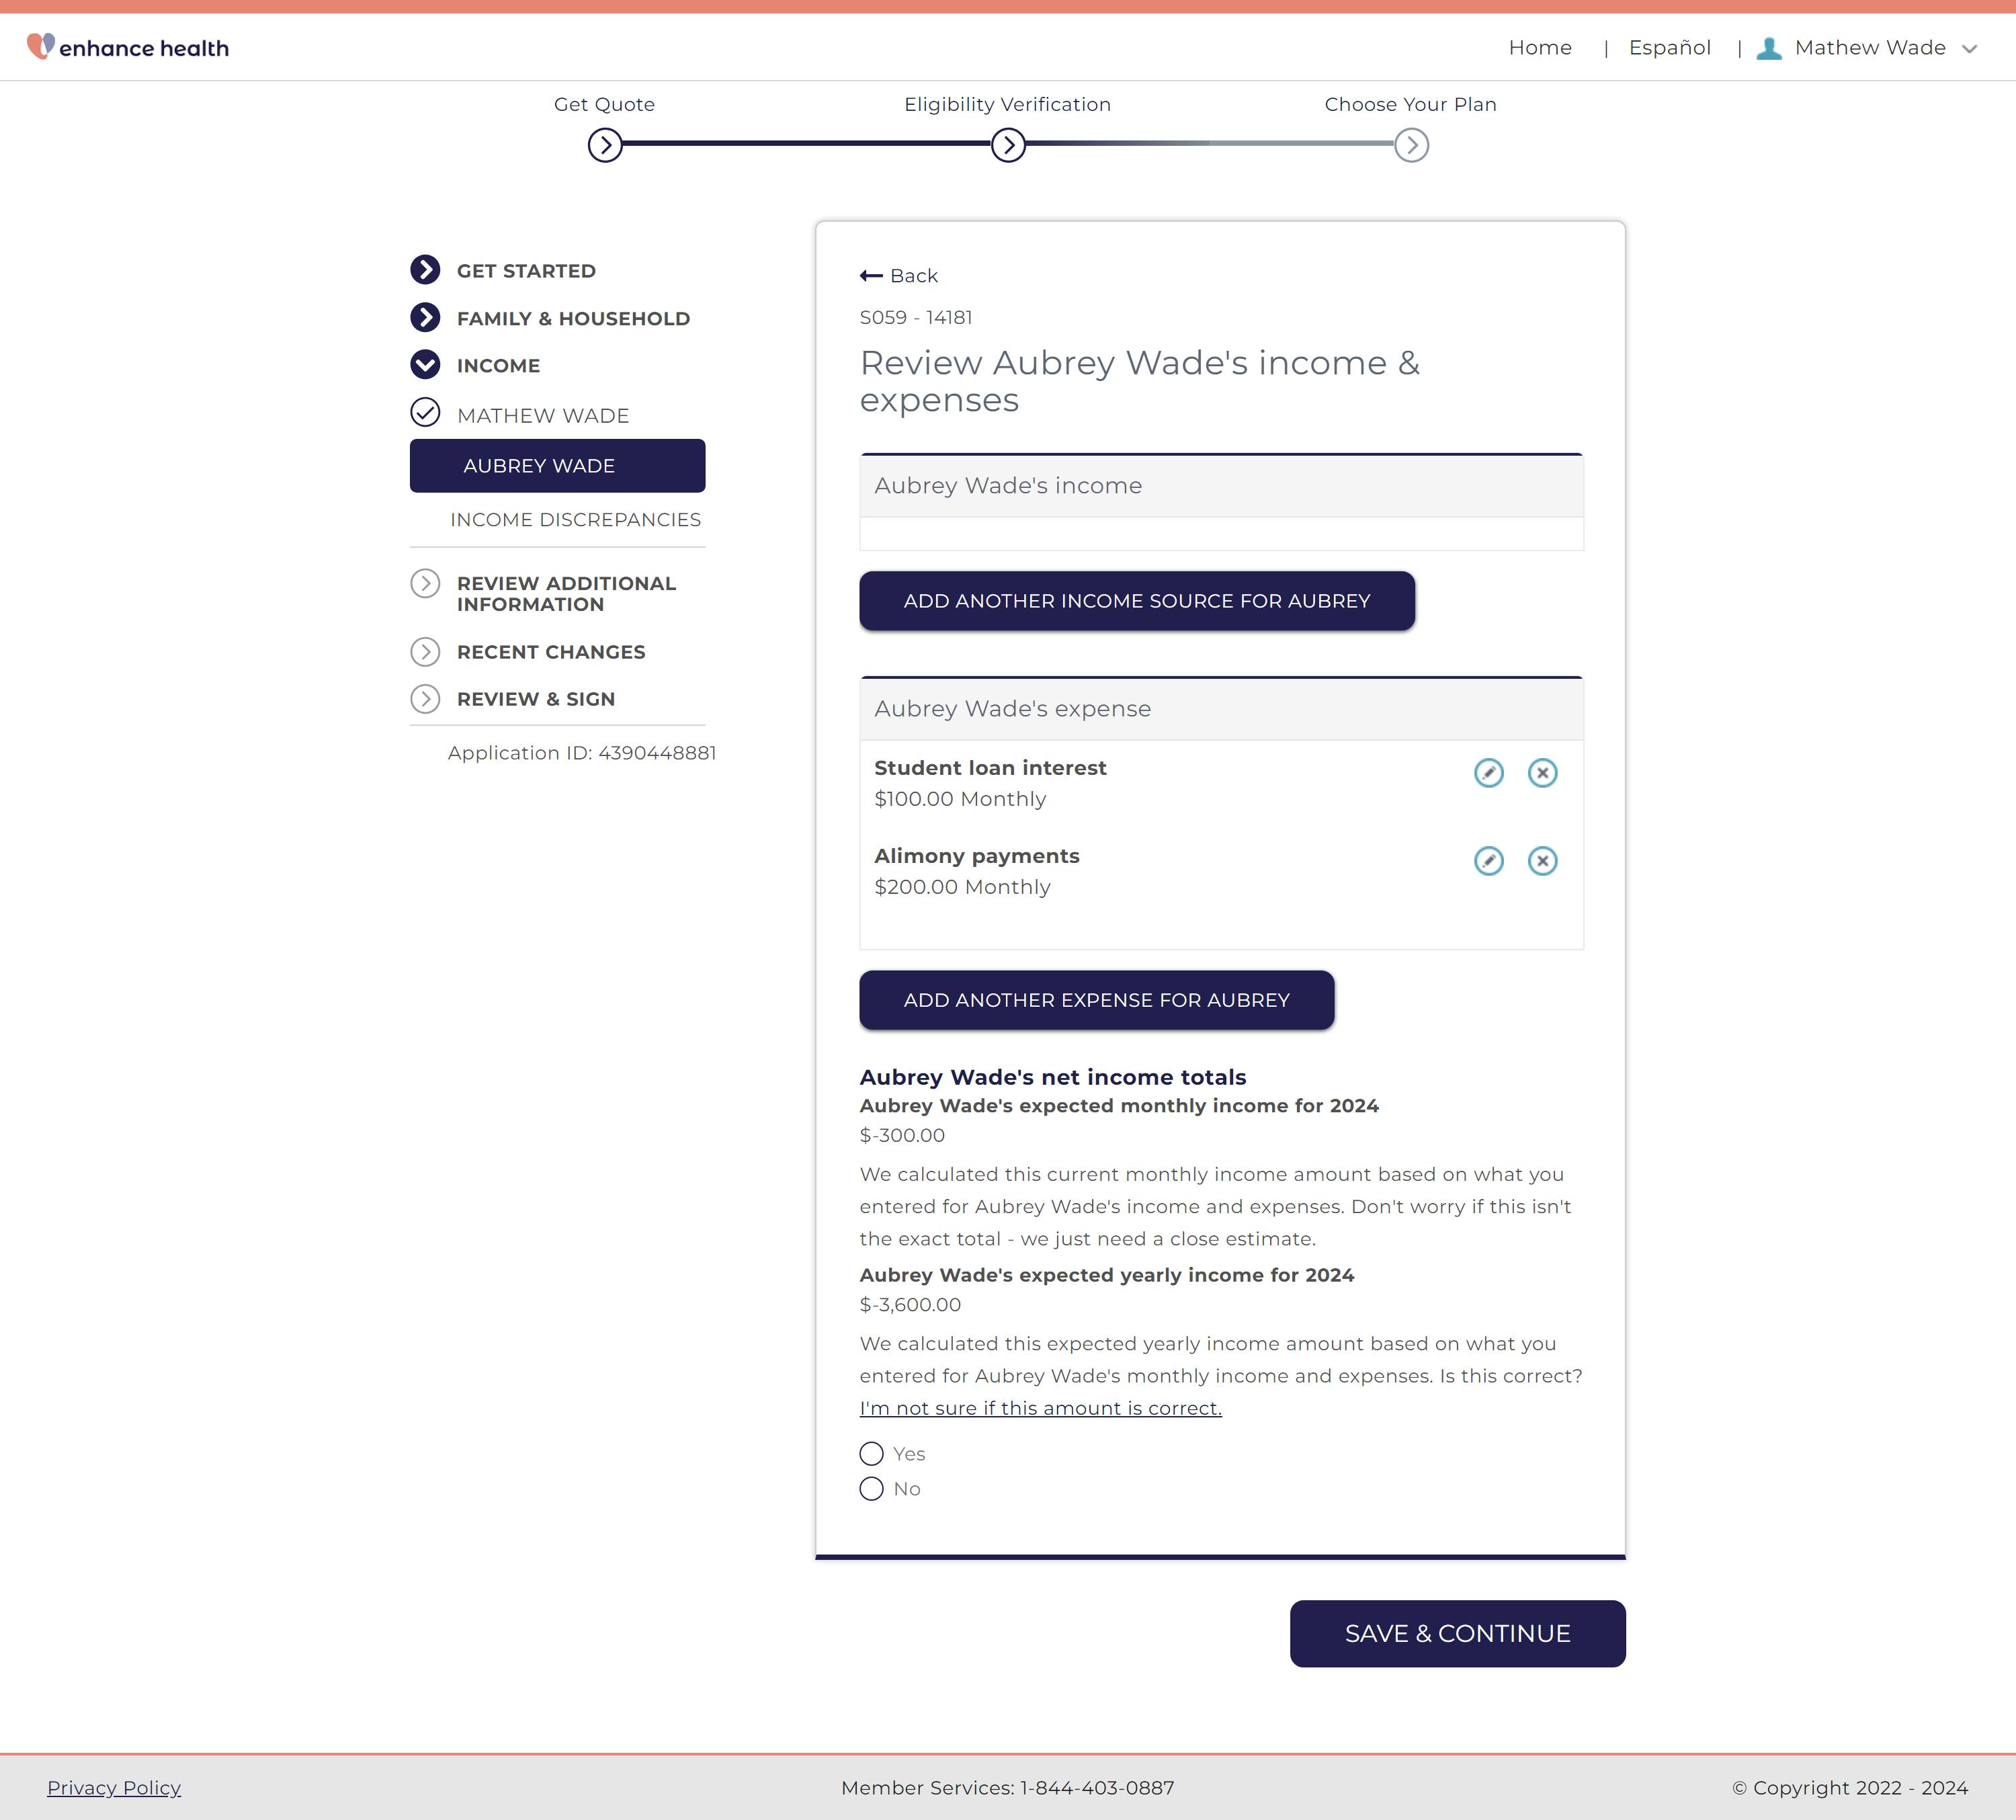 enhance health
Home | Español | Mathew Wade
Get Quote
Eligibility Verification
Choose Your Plan
GET STARTED
FAMILY & HOUSEHOLD
INCOME
MATHEW WADE
AUBREY WADE
INCOME DISCREPANCIES
REVIEW ADDITIONAL
INFORMATION
RECENT CHANGES
REVIEW & SIGN
Application ID: 4390448881
Back
S059 - 14181
Review Aubrey Wade's income &
expenses
Aubrey Wade's income
ADD ANOTHER INCOME SOURCE FOR AUBREY
Aubrey Wade's expense
Student loan interest
$100.00 Monthly
Alimony payments
$200.00 Monthly
ADD ANOTHER EXPENSE FOR AUBREY
Aubrey Wade's net income totals
Aubrey Wade's expected monthly income for 2024
$-300.00
We calculated this current monthly income amount based on what you
entered for Aubrey Wade's income and expenses. Don't worry if this isn't
the exact total - we just need a close estimate.
Aubrey Wade's expected yearly income for 2024
$-3,600.00
We calculated this expected yearly income amount based on what you
entered for Aubrey Wade's monthly income and expenses. Is this correct?
I'm not sure if this amount is correct.
Yes
No
SAVE & CONTINUE
Privacy Policy
Member Services: 1-844-403-0887
© Copyright 2022 - 2024